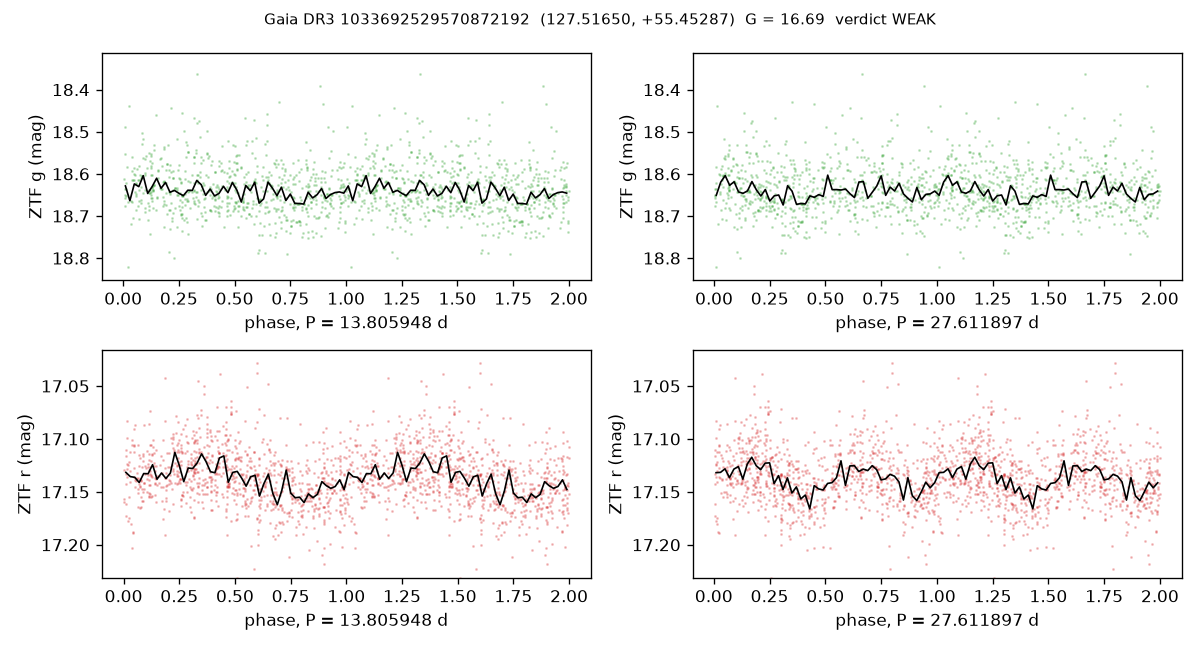 Gaia DR3 1033692529570872192 (127.51650, +55.45287) G = 16.69 verdict WEAK
ZTF g (mag)
18.4
18.5
18.6
18.7
18.8
0.00 0.25 0.50 0.75 1.00 1.25 1.50 1.75 2.00
phase, P = 13.805948 d
ZTF g (mag)
18.4
18.5
18.6
18.7
18.8
0.00 0.25 0.50 0.75 1.00 1.25 1.50 1.75 2.00
phase, P = 27.611897 d
ZTF r (mag)
17.05
17.10
17.15
17.20
0.00 0.25 0.50 0.75 1.00 1.25 1.50 1.75 2.00
phase, P = 13.805948 d
ZTF r (mag)
17.05
17.10
17.15
17.20
0.00 0.25 0.50 0.75 1.00 1.25 1.50 1.75 2.00
phase, P = 27.611897 d